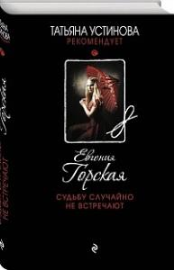 ТАТЬЯНА УСТИНОВА
РЕКОМЕНДУЕТ
Евгения
Горская
СУДЬБУ СЛУЧАЙНО
НЕ ВСТРЕЧАЮТ